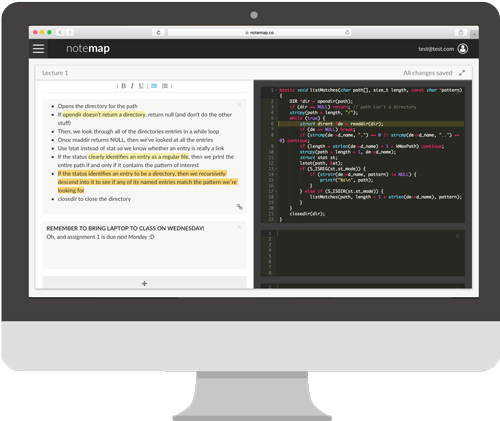 notemap.co
notemap
test@test.com
Lecture 1
All changes saved
B I U
Opens the directory for the path
If opendir doesn't return a directory, return null (and don't do the other
stuff)
Then, we look through all of the directories entries in a while loop
Once readdir returns NULL, then we've looked at all the entries
Use lstat instead of stat so we know whether an entry is really a link
If the status clearly identifies an entry as a regular file, then we print the
entire path if and only if it contains the pattern of interest
If the status identifies an entry to be a directory, then we recursively
descend into it to see if any of its named entries match the pattern we're
looking for
closedir to close the directory
REMEMBER TO BRING LAPTOP TO CLASS ON WEDNESDAY!
Oh, and assignment 1 is due next Monday :D
+
1 static void listMatches(char path[], size_t length, const char *pattern)
{
2 DIR *dir = opendir(path);
3 if (dir == NULL) return; // path isn't a directory
4 strcpy(path + length, "/");
5 while (true) {
6 struct dirent *de = readdir(dir);
7 if (de == NULL) break;
8 if (strcmp(de->d_name, ".") == 0 || strcmp(de->d_name, "..") ==
0) continue;
9 if (length + strlen(de->d_name) + 1 > kMaxPath) continue;
10 strcpy(path + length + 1, de->d_name);
11 struct stat st;
12 lstat(path, &st);
13 if (S_ISREG(st.st_mode)) {
14 if (strstr(de->d_name, pattern) != NULL) {
15 printf("%s\n", path);
16 }
17 } else if (S_ISDIR(st.st_mode)) {
18 listMatches(path, length + 1 + strlen(de->d_name), pattern);
19 }
20 }
21 closedir(dir);
22 }
1
2
3
4
5
6
7
8